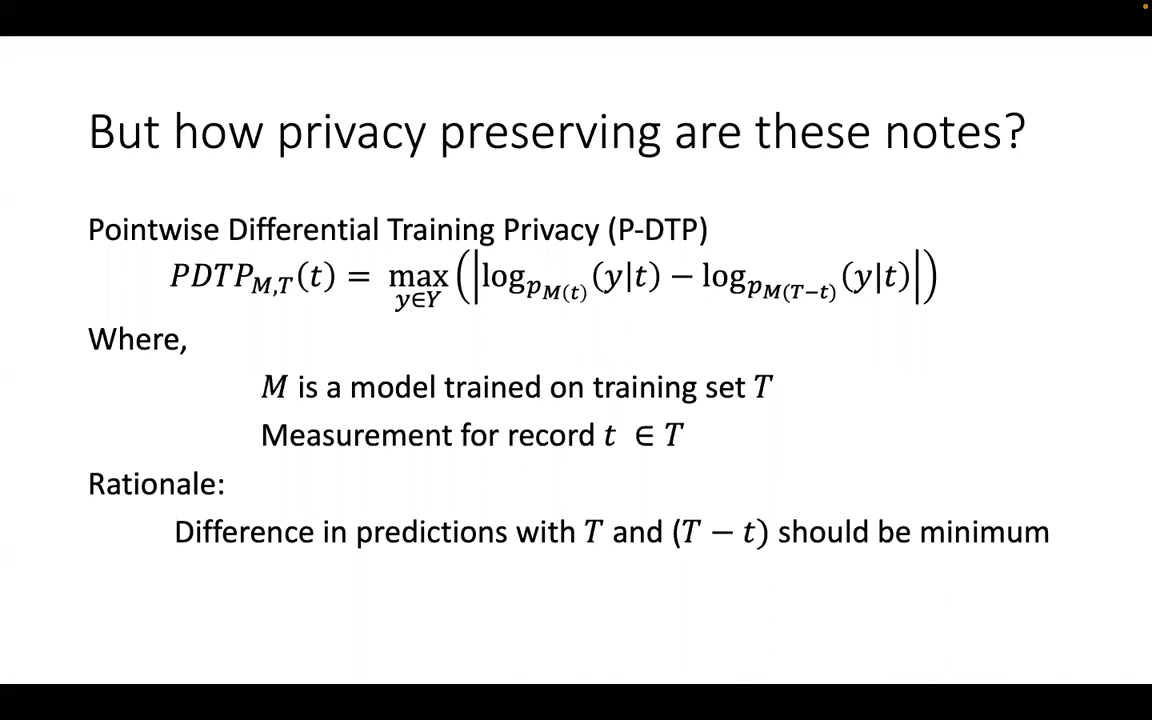 But how privacy preserving are these notes?
Pointwise Differential Training Privacy (P-DTP)
PDTP_{M,T}(t) = max_{y∈Y} (|log_{p_{M(t)}}(y|t) − log_{p_{M(T−t)}}(y|t)|)
Where,
M is a model trained on training set T
Measurement for record t ∈ T
Rationale:
Difference in predictions with T and (T − t) should be minimum